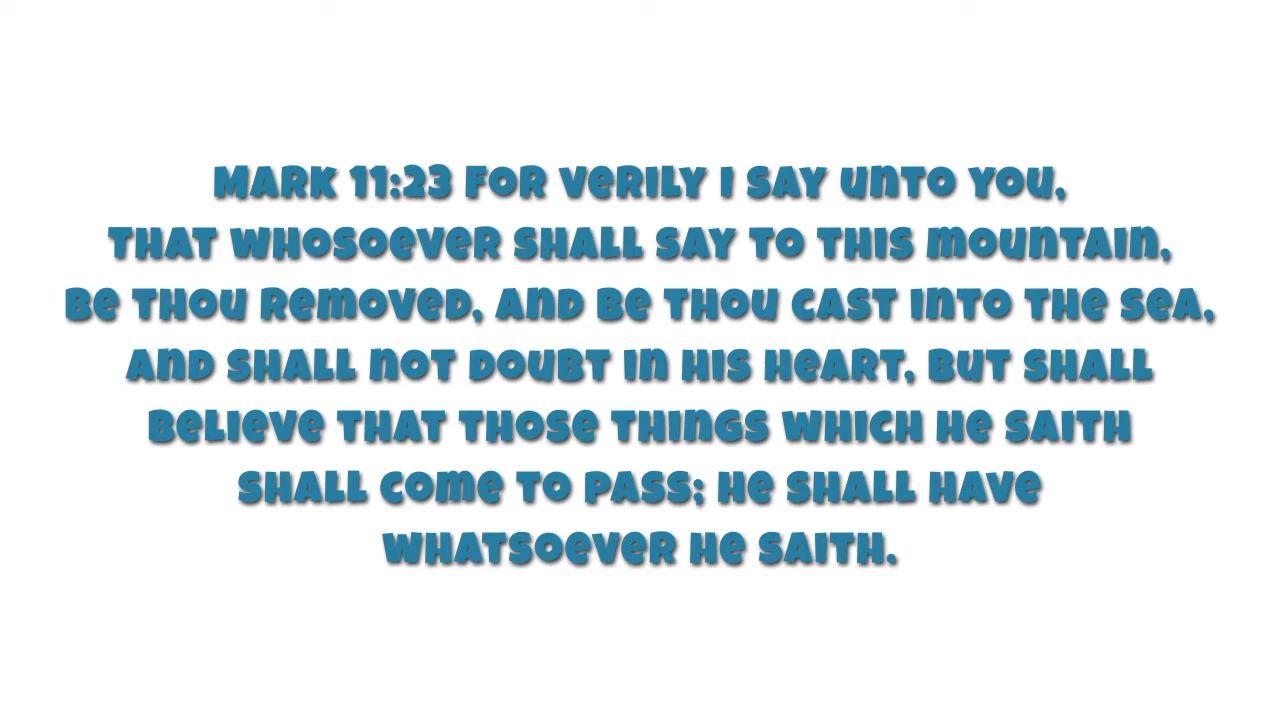 Mark 11:23 For verily I say unto you,
That whosoever shall say to this mountain,
Be thou removed, and be thou cast into the sea,
and shall not doubt in his heart, but shall
believe that those things which he saith
shall come to pass; he shall have
whatsoever he saith.